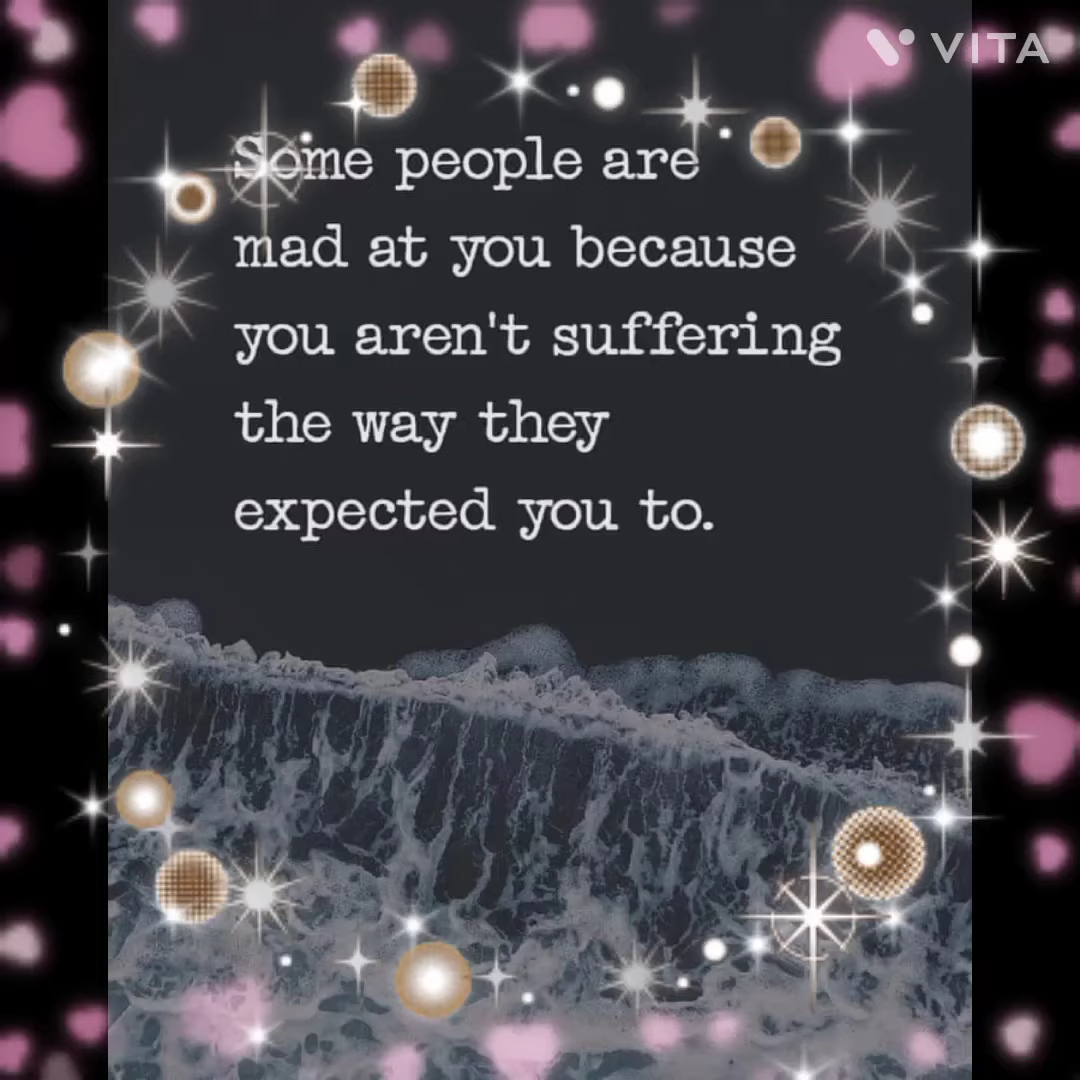 VITA
Some people are
mad at you because
you aren't suffering
the way they
expected you to.